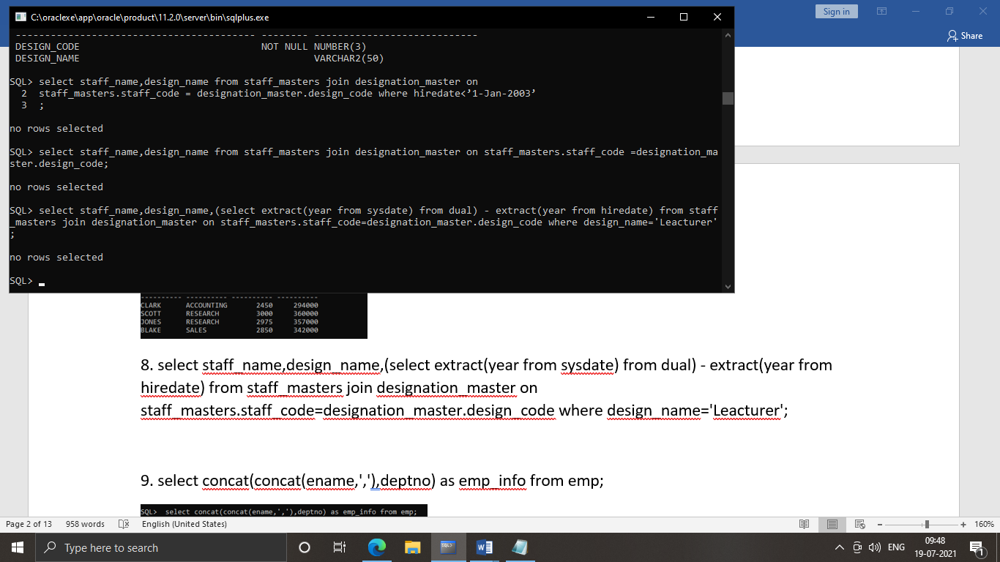 C:\oraclexe\app\oracle\product\11.2.0\server\bin\sqlplus.exe
Sign in
Share
----------------------------------------- -------- ----------------------------
DESIGN_CODE NOT NULL NUMBER(3)
DESIGN_NAME VARCHAR2(50)
SQL> select staff_name,design_name from staff_masters join designation_master on
2 staff_masters.staff_code = designation_master.design_code where hiredate<’1-Jan-2003’
3 ;
no rows selected
SQL> select staff_name,design_name from staff_masters join designation_master on staff_masters.staff_code =designation_ma
ster.design_code;
no rows selected
SQL> select staff_name,design_name,(select extract(year from sysdate) from dual) - extract(year from hiredate) from staff
_masters join designation_master on staff_masters.staff_code=designation_master.design_code where design_name='Leacturer'
;
no rows selected
SQL>
---------- ---------- ---------- ----------
CLARK ACCOUNTING 2450 294000
SCOTT RESEARCH 3000 360000
JONES RESEARCH 2975 357000
BLAKE SALES 2850 342000
8. select staff_name,design_name,(select extract(year from sysdate) from dual) - extract(year from
hiredate) from staff_masters join designation_master on
staff_masters.staff_code=designation_master.design_code where design_name='Leacturer';
9. select concat(concat(ename,','),deptno) as emp_info from emp;
SQL> select concat(concat(ename,','),deptno) as emp_info from emp;
Page 2 of 13 958 words English (United States) 160%
Type here to search
ENG
09:48
19-07-2021
1